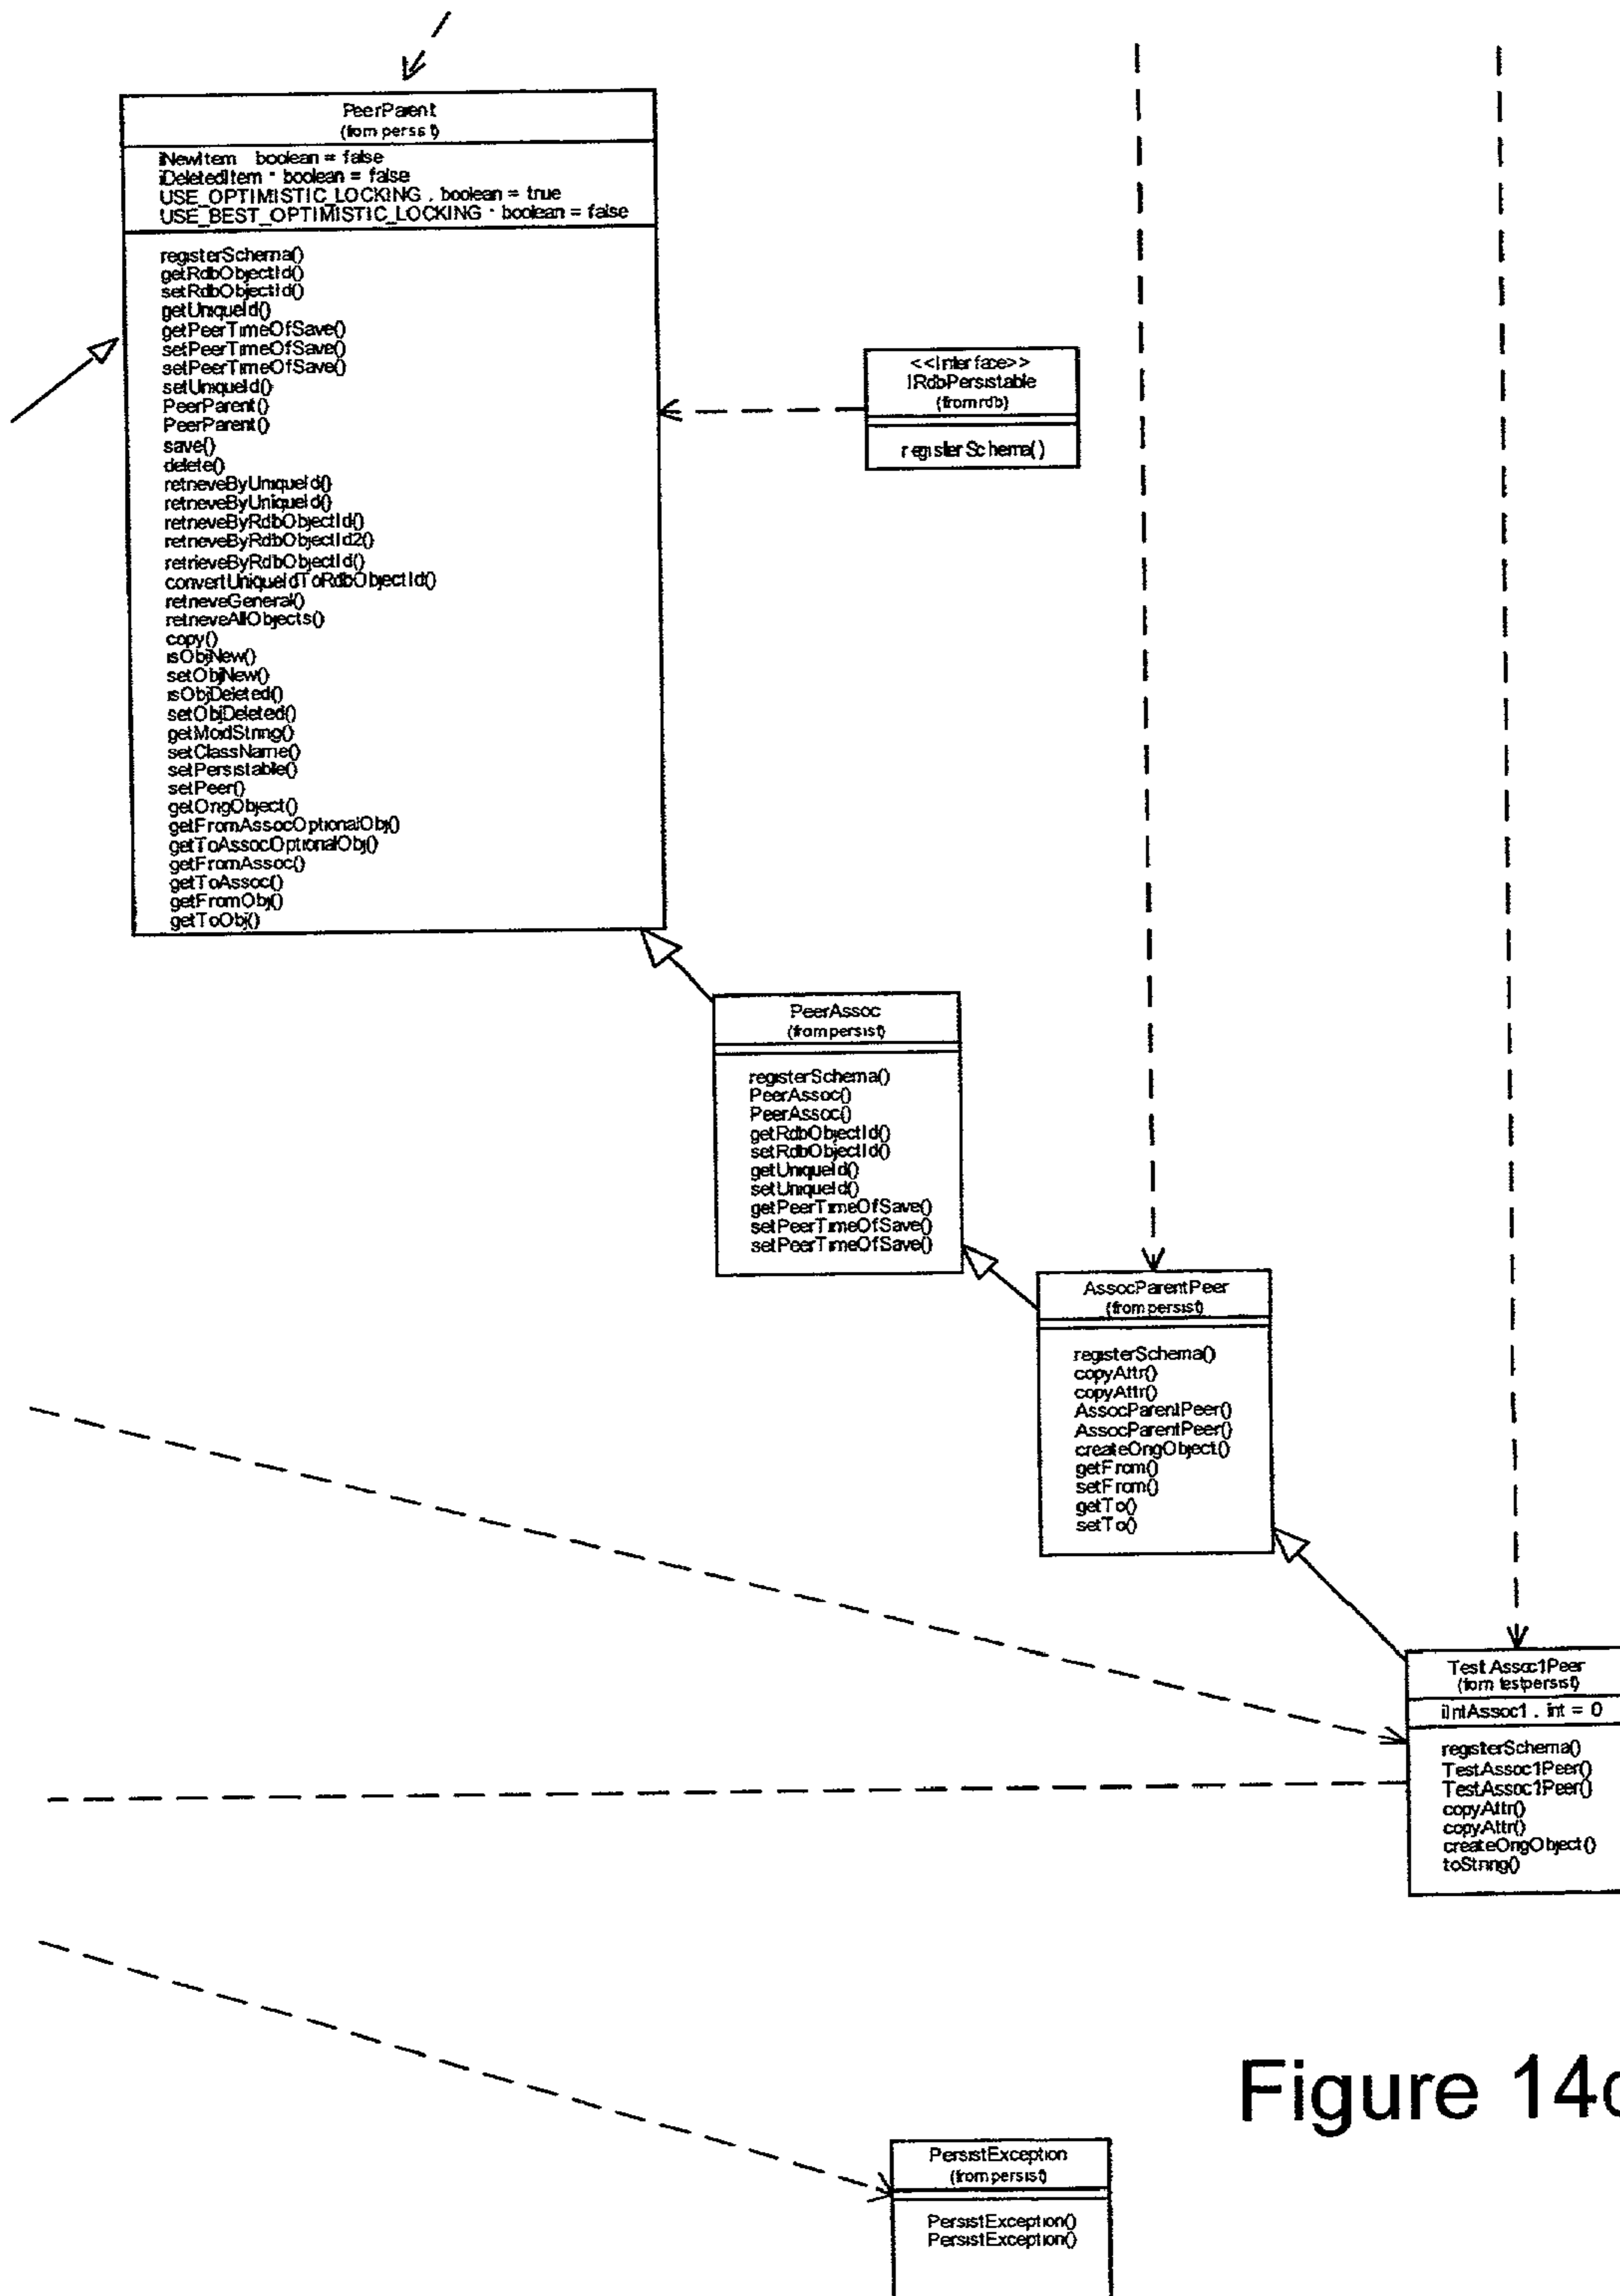 PeerParent
(from persist)
iNewItem boolean = false
iDeletedItem · boolean = false
USE_OPTIMISTIC_LOCKING . boolean = true
USE_BEST_OPTIMISTIC_LOCKING · boolean = false
registerSchema()
getRdbObjectId()
setRdbObjectId()
getUniqueId()
getPeerTimeOfSave()
setPeerTimeOfSave()
setPeerTimeOfSave()
setUniqueId()
PeerParent()
PeerParent()
save()
delete()
retrieveByUniqueId()
retrieveByUniqueId()
retrieveByRdbObjectId()
retrieveByRdbObjectId2()
retrieveByRdbObjectId()
convertUniqueIdToRdbObjectId()
retrieveGeneral()
retrieveAllObjects()
copy()
isObjNew()
setObjNew()
isObjDeleted()
setObjDeleted()
getModString()
setClassName()
setPersistable()
setPeer()
getOrigObject()
getFromAssocOptionalObj()
getToAssocOptionalObj()
getFromAssoc()
getToAssoc()
getFromObj()
getToObj()
<<Interface>>
IRdbPersistable
(from rdb)
registerSchema()
PeerAssoc
(from persist)
registerSchema()
PeerAssoc()
PeerAssoc()
getRdbObjectId()
setRdbObjectId()
getUniqueId()
setUniqueId()
getPeerTimeOfSave()
setPeerTimeOfSave()
setPeerTimeOfSave()
AssocParentPeer
(from persist)
registerSchema()
copyAttr()
copyAttr()
AssocParentPeer()
AssocParentPeer()
createOrigObject()
getFrom()
setFrom()
getTo()
setTo()
TestAssoc1Peer
(from testpersist)
iIntAssoc1 . int = 0
registerSchema()
TestAssoc1Peer()
TestAssoc1Peer()
copyAttr()
copyAttr()
createOrigObject()
toString()
Figure
PersistException
(from persist)
PersistException()
PersistException()